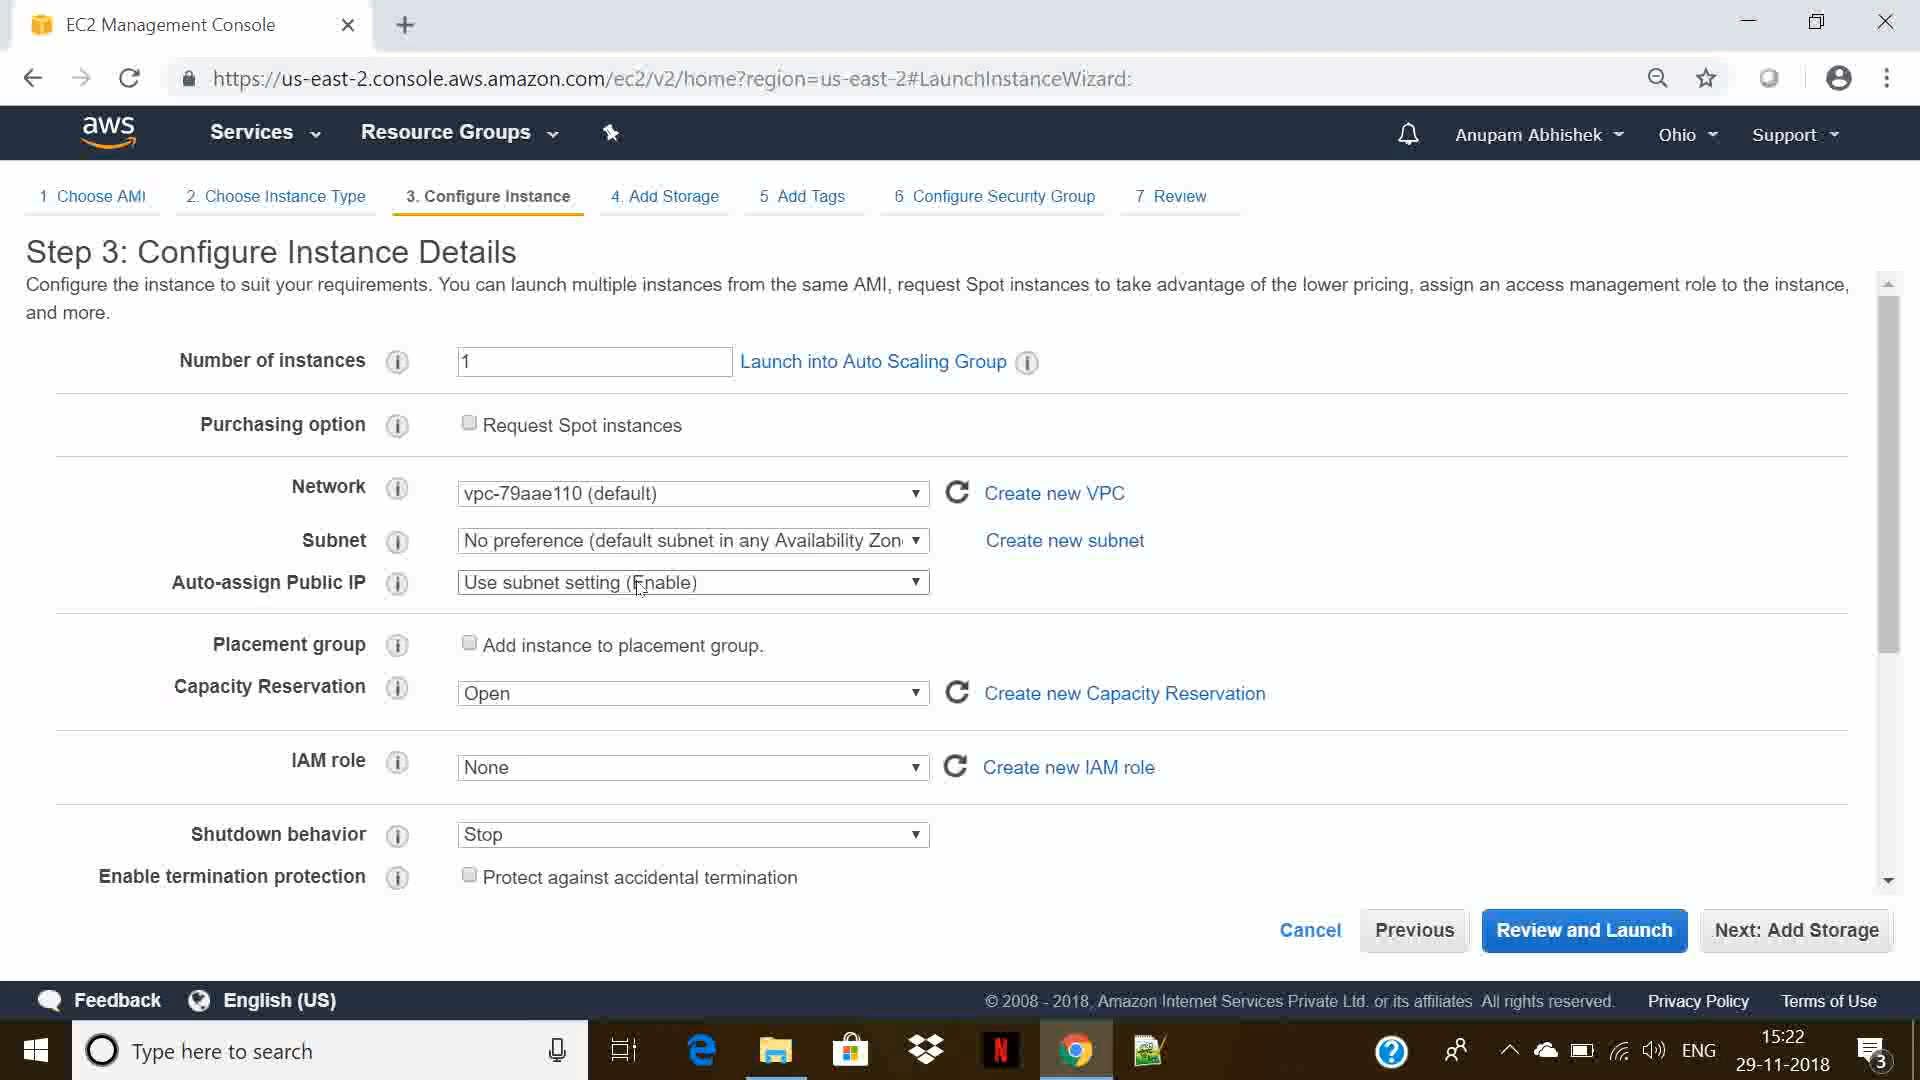 EC2 Management Console
https://us-east-2.console.aws.amazon.com/ec2/v2/home?region=us-east-2#LaunchInstanceWizard:
aws Services Resource Groups Anupam Abhishek Ohio Support
1 Choose AMI 2. Choose Instance Type 3. Configure Instance 4. Add Storage 5 Add Tags 6 Configure Security Group 7 Review
Step 3: Configure Instance Details
Configure the instance to suit your requirements. You can launch multiple instances from the same AMI, request Spot instances to take advantage of the lower pricing, assign an access management role to the instance,
and more.
Number of instances 1 Launch into Auto Scaling Group
Purchasing option Request Spot instances
Network vpc-79aae110 (default) Create new VPC
Subnet No preference (default subnet in any Availability Zon Create new subnet
Auto-assign Public IP Use subnet setting (Enable)
Placement group Add instance to placement group.
Capacity Reservation Open Create new Capacity Reservation
IAM role None Create new IAM role
Shutdown behavior Stop
Enable termination protection Protect against accidental termination
Cancel Previous Review and Launch Next: Add Storage
Feedback English (US) © 2008 - 2018, Amazon Internet Services Private Ltd. or its affiliates All rights reserved. Privacy Policy Terms of Use
Type here to search ENG 15:22
29-11-2018 3